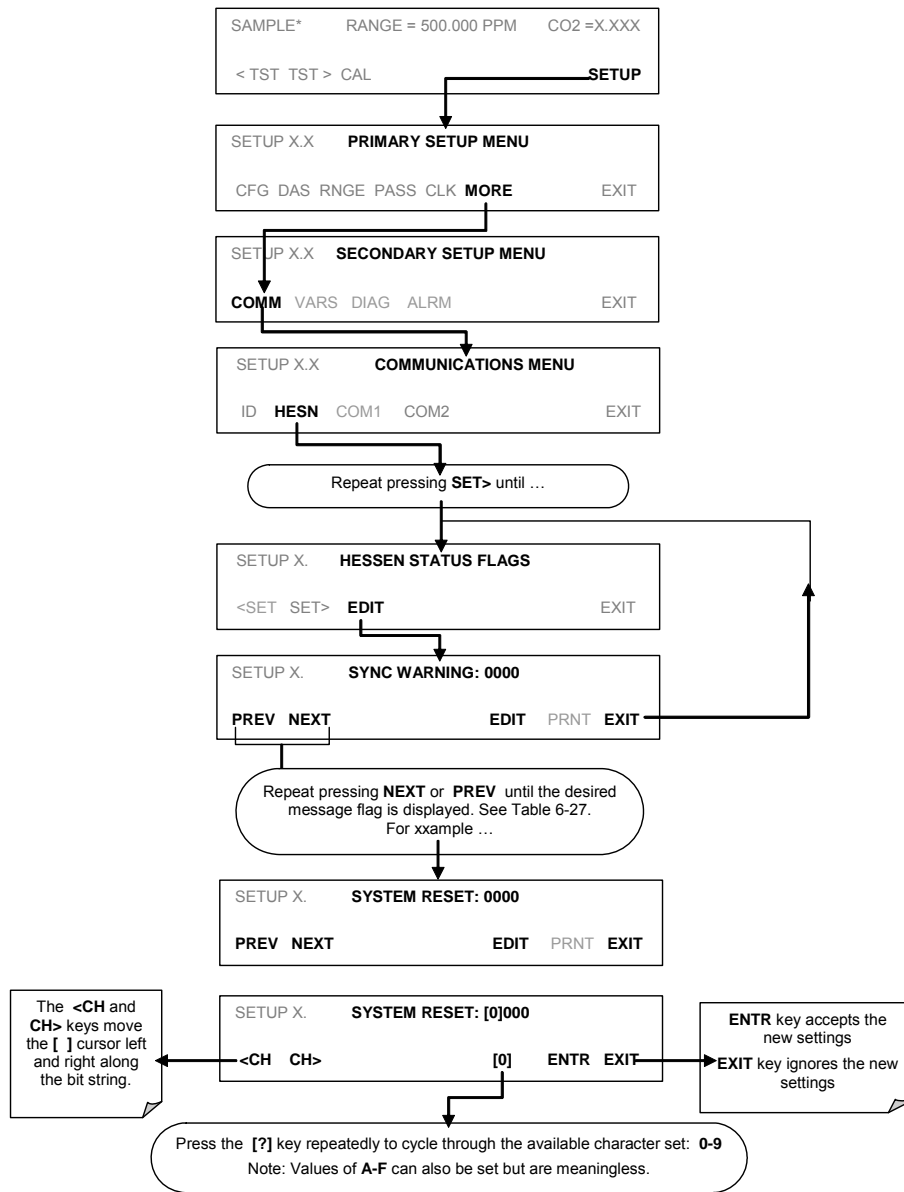 SAMPLE* RANGE = 500.000 PPM CO2 =X.XXX
< TST TST > CAL SETUP
SETUP X.X PRIMARY SETUP MENU
CFG DAS RNGE PASS CLK MORE EXIT
SETUP X.X SECONDARY SETUP MENU
COMM VARS DIAG ALRM EXIT
SETUP X.X COMMUNICATIONS MENU
ID HESN COM1 COM2 EXIT
Repeat pressing SET> until …
SETUP X. HESSEN STATUS FLAGS
<SET SET> EDIT EXIT
SETUP X. SYNC WARNING: 0000
PREV NEXT EDIT PRNT EXIT
Repeat pressing NEXT or PREV until the desired
message flag is displayed. See Table 6-27.
For xxample …
SETUP X. SYSTEM RESET: 0000
PREV NEXT EDIT PRNT EXIT
The <CH and
CH> keys move
the [ ] cursor left
and right along
the bit string.
SETUP X. SYSTEM RESET: [0]000
<CH CH> [0] ENTR EXIT
ENTR key accepts the
new settings
EXIT key ignores the new
settings
Press the [?] key repeatedly to cycle through the available character set: 0-9
Note: Values of A-F can also be set but are meaningless.